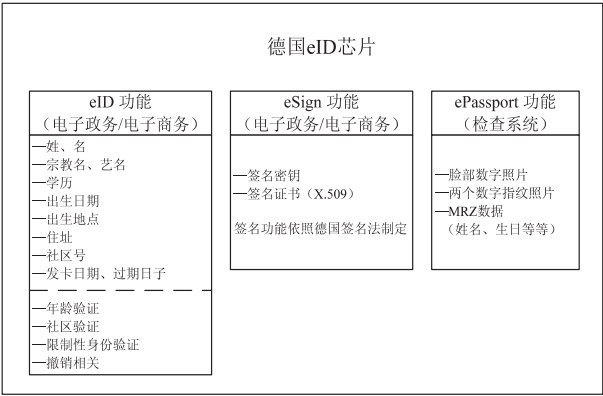 德国eID芯片
eID 功能
（电子政务/电子商务）
—姓、名
—宗教名、艺名
—学历
—出生日期
—出生地点
—住址
—社区号
—发卡日期、过期日子
—年龄验证
—社区验证
—限制性身份验证
—撤销相关
eSign 功能
（电子政务/电子商务）
—签名密钥
—签名证书（X.509）
签名功能依照德国签名法制定
ePassport 功能
（检查系统）
—脸部数字照片
—两个数字指纹照片
—MRZ数据
（姓名、生日等等）